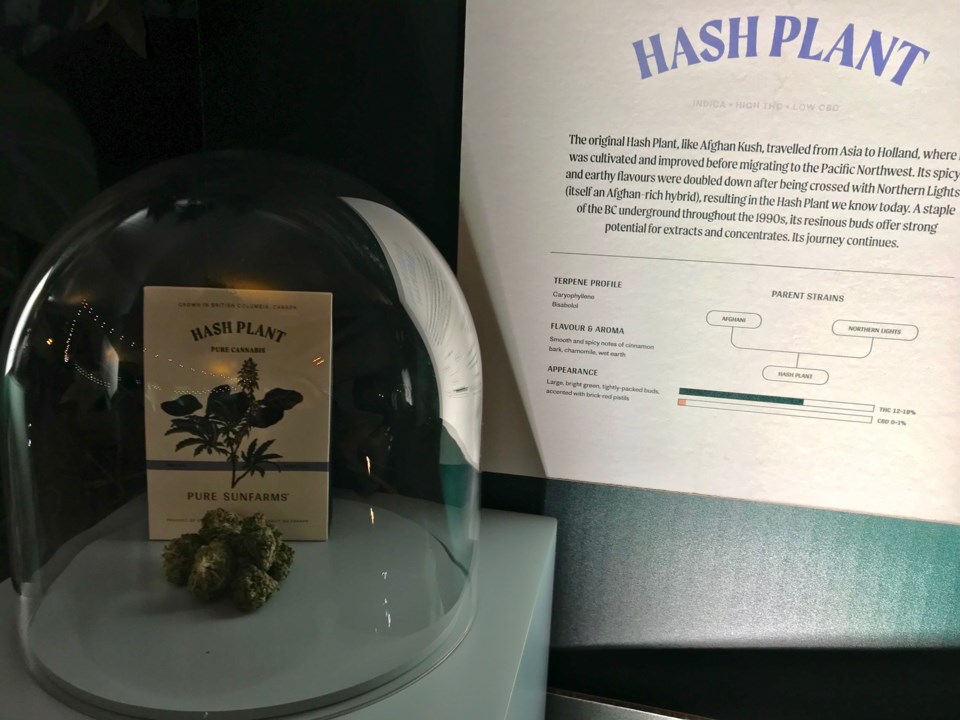 HASH PLANT
INDICA • HIGH THC • LOW CBD
The original Hash Plant, like Afghan Kush, travelled from Asia to Holland, where
was cultivated and improved before migrating to the Pacific Northwest. Its spicy
and earthy flavours were doubled down after being crossed with Northern Lights
(itself an Afghan-rich hybrid), resulting in the Hash Plant we know today. A staple
of the BC underground throughout the 1990s, its resinous buds offer strong
potential for extracts and concentrates. Its journey continues.
TERPENE PROFILE
Caryophyllene
Bisabolol
FLAVOUR & AROMA
Smooth and spicy notes of cinnamon
bark, chamomile, wet earth
APPEARANCE
Large, bright green, tightly-packed buds,
accented with brick-red pistils
PARENT STRAINS
AFGHANI
NORTHERN LIGHTS
HASH PLANT
THC 12-18%
CBD 0-1%
GROWN IN BRITISH COLUMBIA, CANADA
HASH PLANT
PURE CANNABIS
PURE SUNFARMS